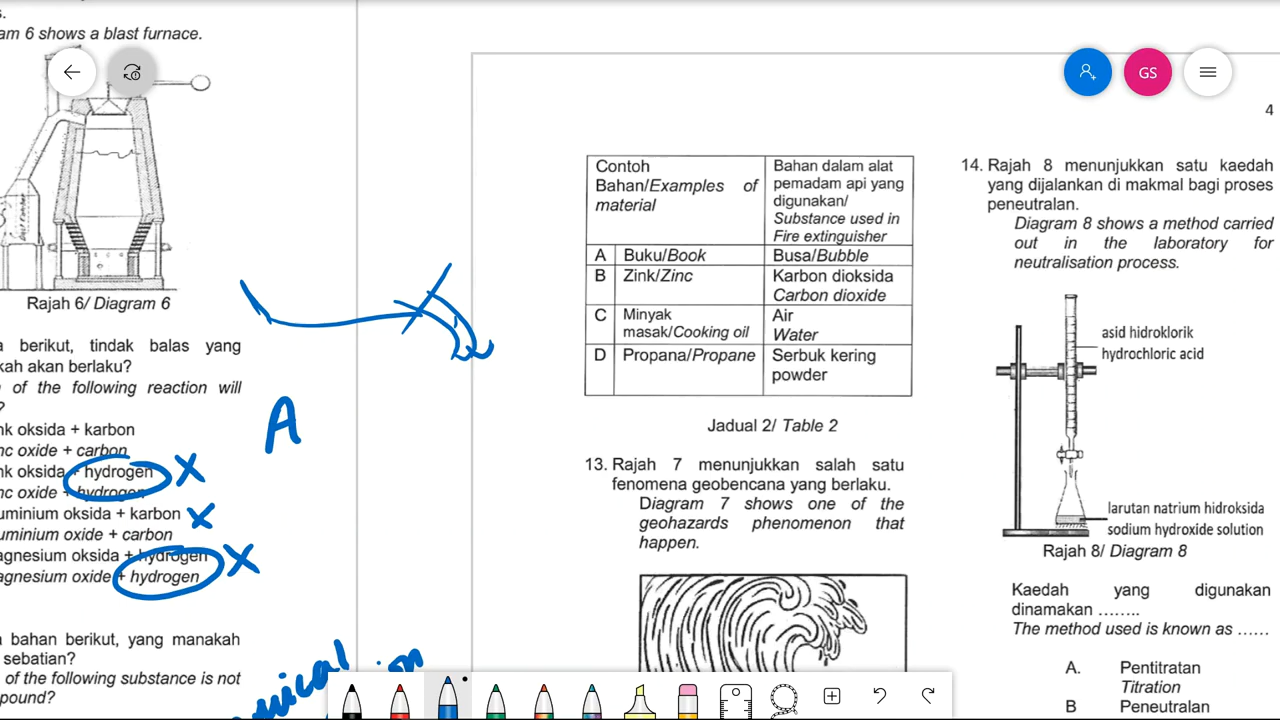 s.
am 6 shows a blast furnace.
Rajah 6/ Diagram 6
a berikut, tindak balas yang
kah akan berlaku?
of the following reaction will
?
nk oksida + karbon
nc oxide + carbon
nk oksida + hydrogen X
nc oxide + hydrogen
uminium oksida + karbon X
uminium oxide + carbon
agnesium oksida + hydrogen X
agnesium oxide + hydrogen
A
a bahan berikut, yang manakah
sebatian?
of the following substance is not
pound?
GS
4
Contoh Bahan dalam alat
Bahan/Examples of pemadam api yang
material digunakan/
Substance used in
Fire extinguisher
A Buku/Book Busa/Bubble
B Zink/Zinc Karbon dioksida
Carbon dioxide
C Minyak Air
masak/Cooking oil Water
D Propana/Propane Serbuk kering
powder
Jadual 2/ Table 2
13. Rajah 7 menunjukkan salah satu
fenomena geobencana yang berlaku.
Diagram 7 shows one of the
geohazards phenomenon that
happen.
14. Rajah 8 menunjukkan satu kaedah
yang dijalankan di makmal bagi proses
peneutralan.
Diagram 8 shows a method carried
out in the laboratory for
neutralisation process.
asid hidroklorik
hydrochloric acid
larutan natrium hidroksida
sodium hydroxide solution
Rajah 8/ Diagram 8
Kaedah yang digunakan
dinamakan ........
The method used is known as ......
A. Pentitratan
Titration
B Peneutralan